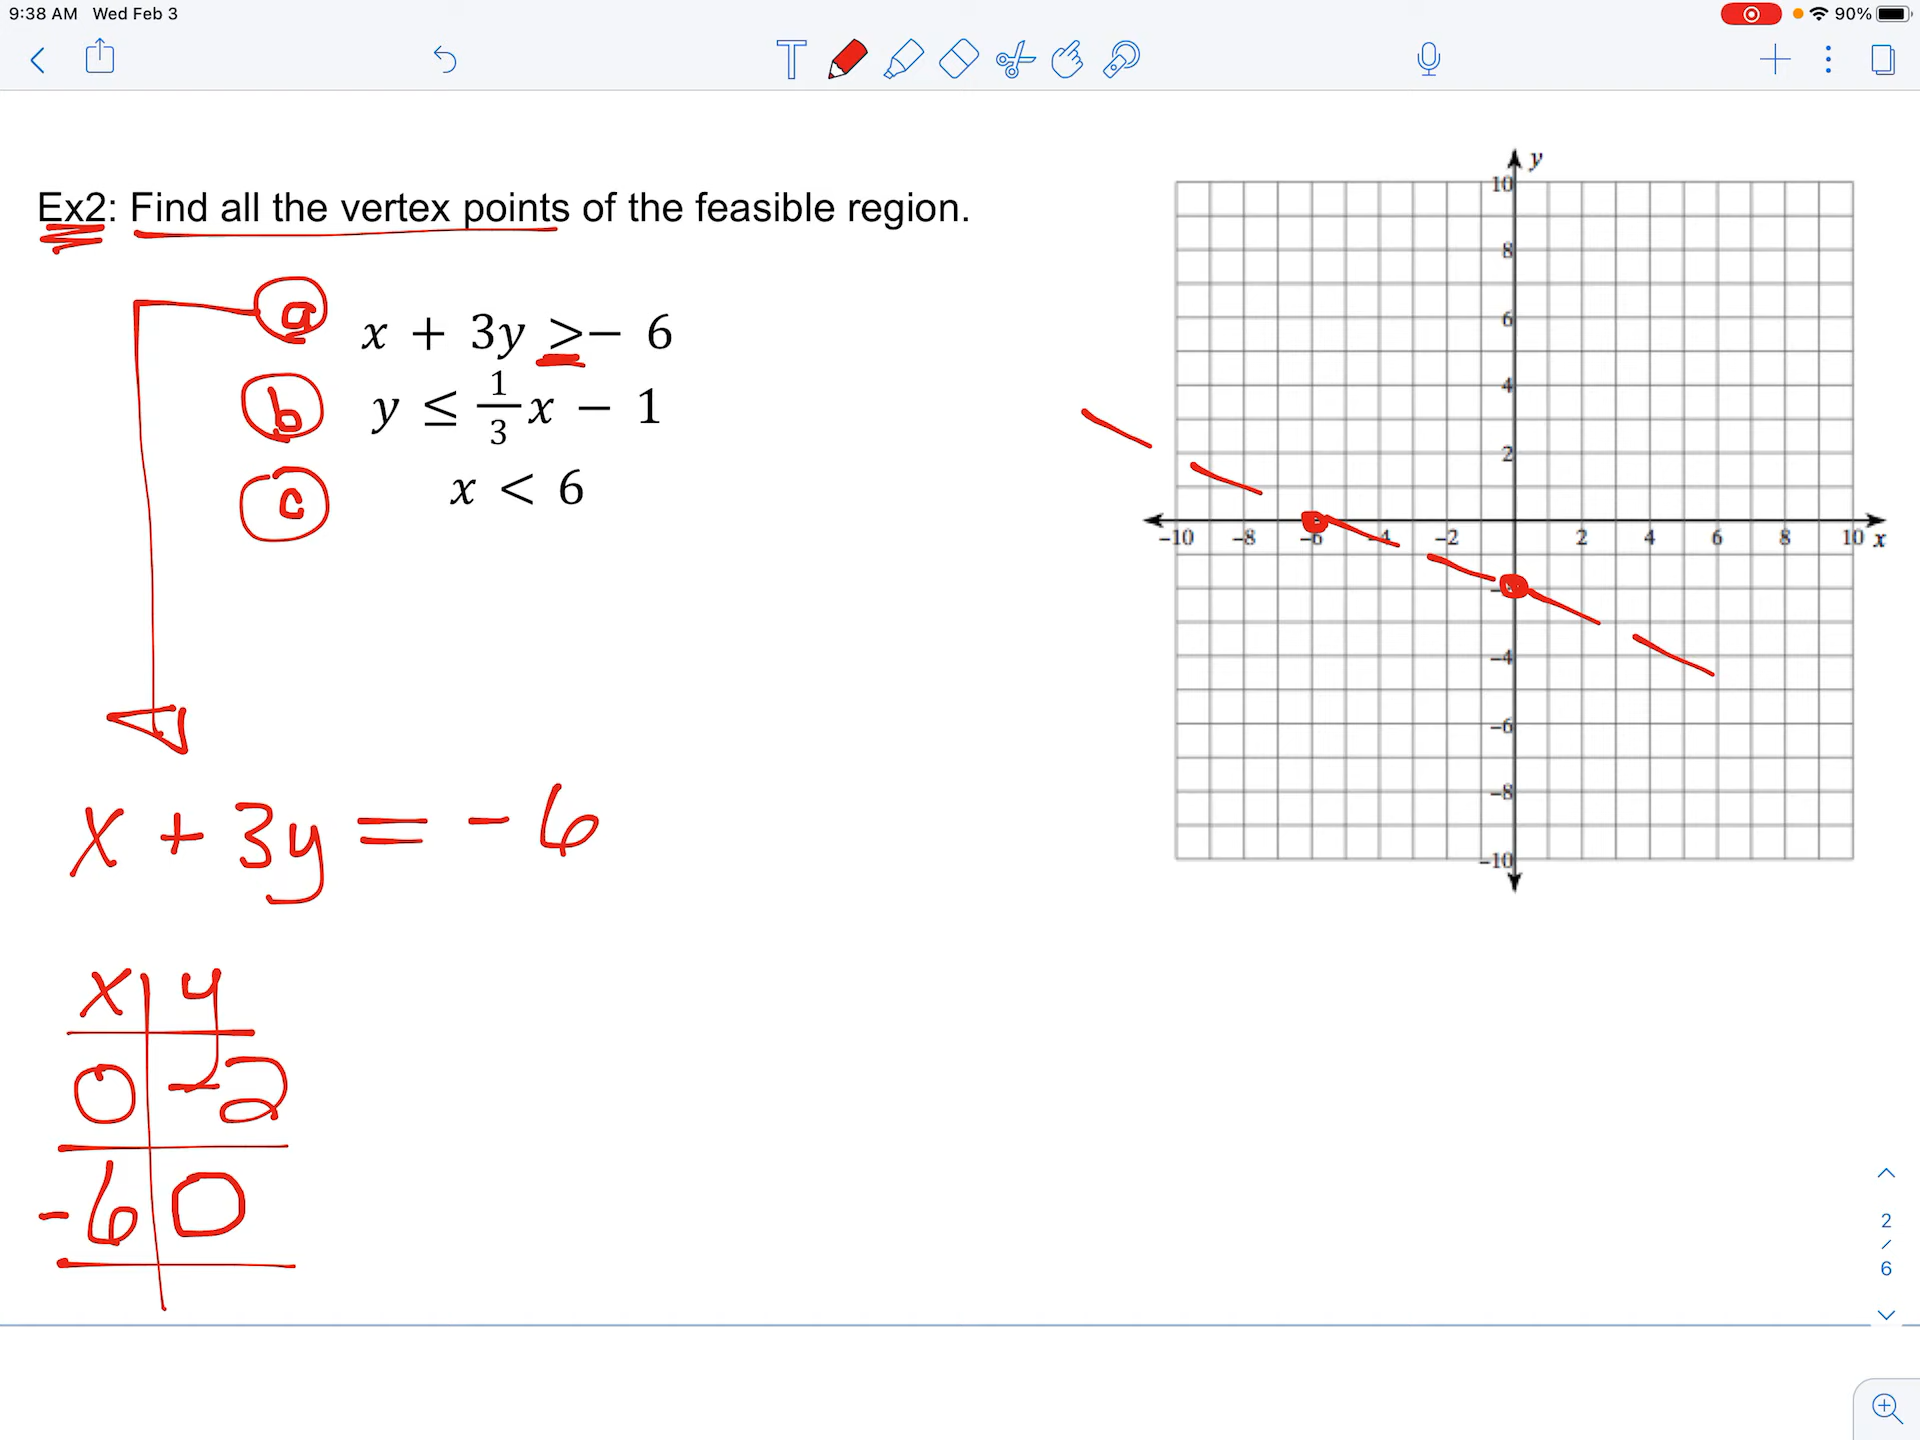 9:38 AM Wed Feb 3
90%
T
Ex2: Find all the vertex points of the feasible region.
a x + 3y >− 6
b y ≤ 1/3 x − 1
c x < 6
x + 3y = - 6
x y
0 -2
-6 0
y
10
8
6
4
2
−10 −8 −6 −4 −2 2 4 6 8 10 x
−4
−6
−8
−10
2
/
6